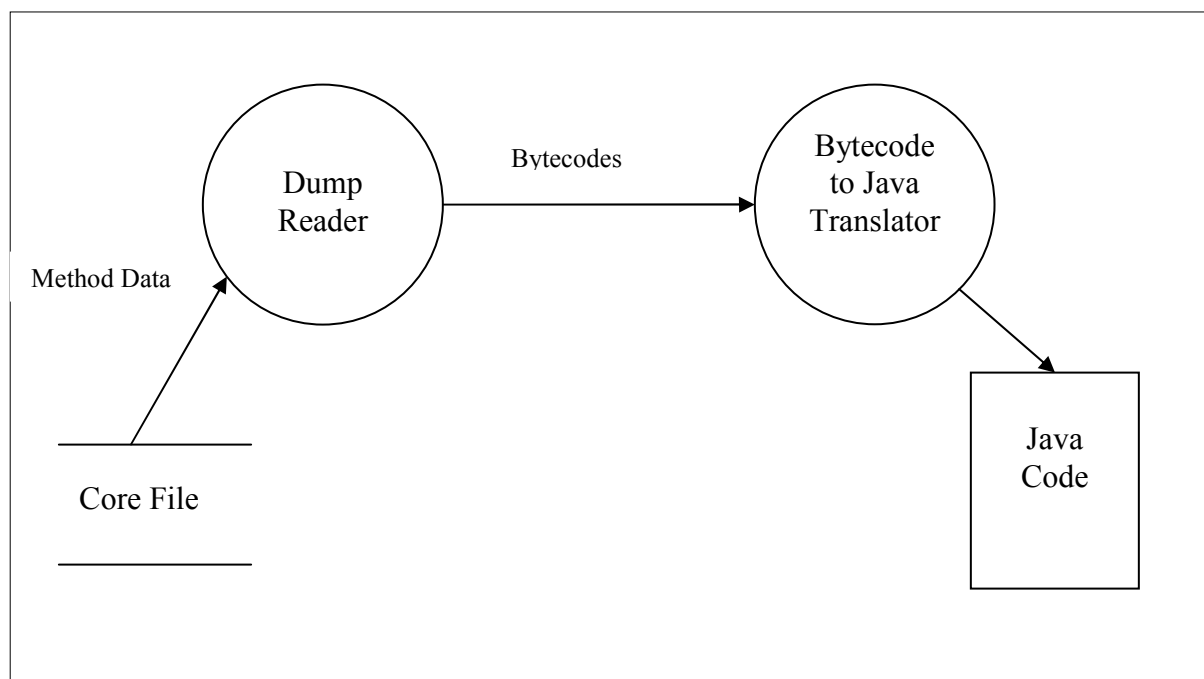 Dump
Reader
Bytecodes
Bytecode
to Java
Translator
Method Data
Core File
Java
Code